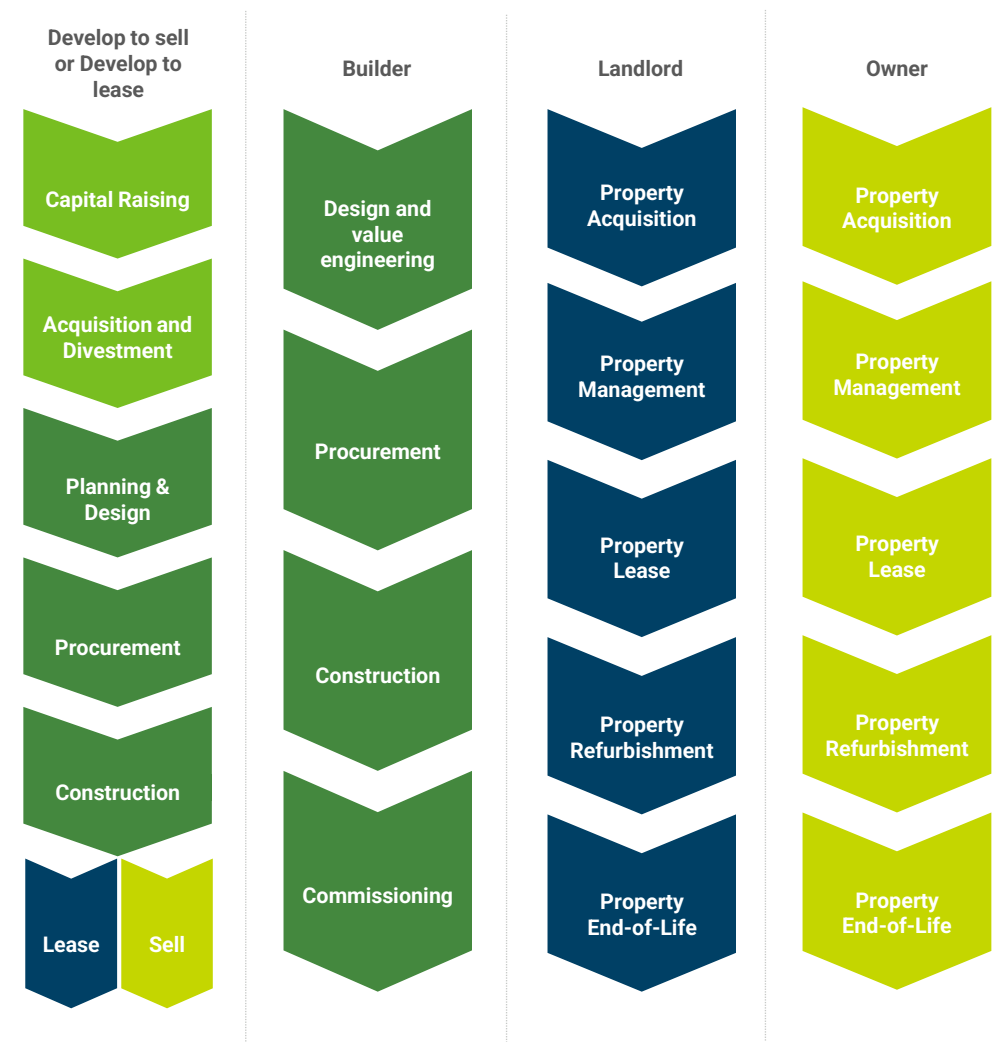 Develop to sell
or Develop to
lease
Capital Raising
Acquisition and
Divestment
Planning &
Design
Procurement
Construction
Lease
Sell
Builder
Design and
value
engineering
Procurement
Construction
Commissioning
Landlord
Property
Acquisition
Property
Management
Property
Lease
Property
Refurbishment
Property
End-of-Life
Owner
Property
Acquisition
Property
Management
Property
Lease
Property
Refurbishment
Property
End-of-Life